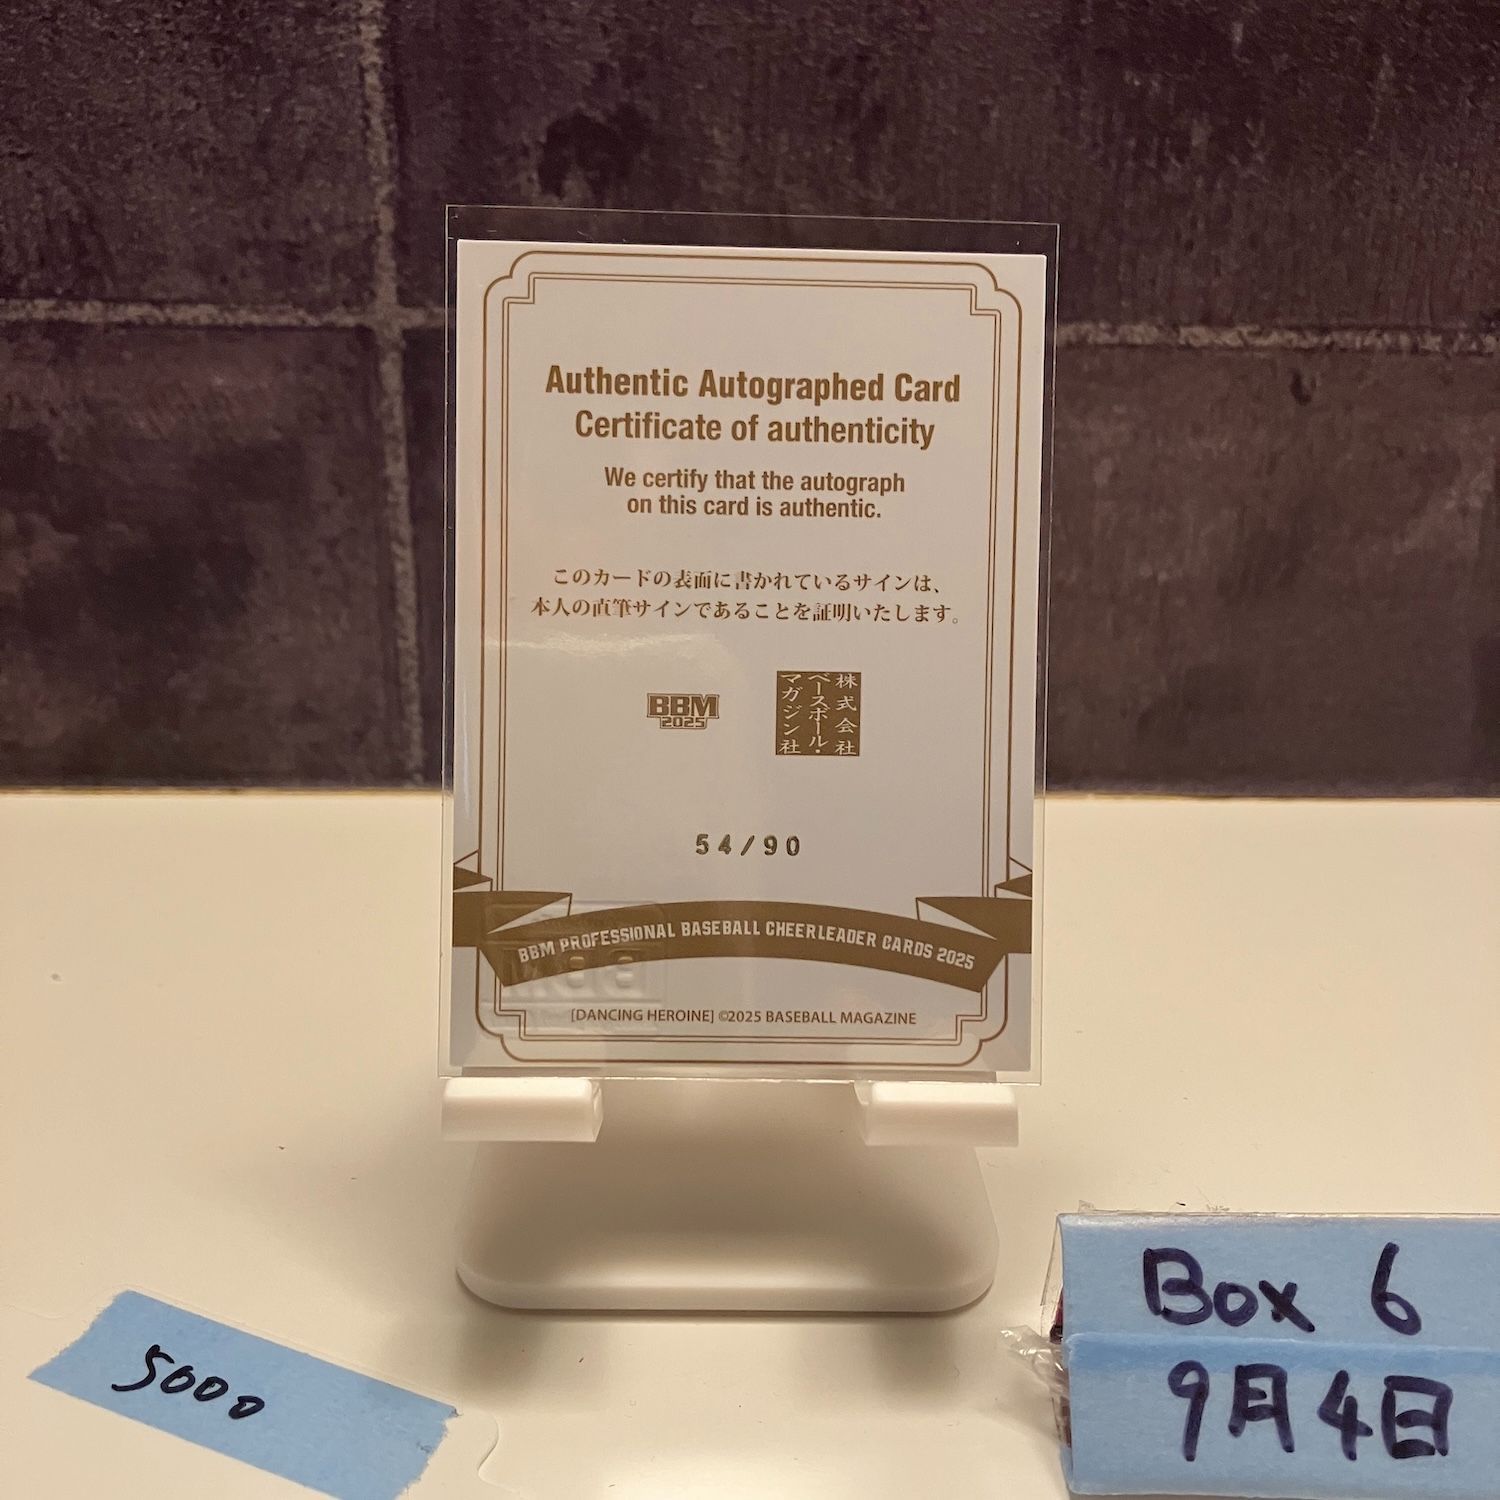 Authentic Autographed Card
Certificate of authenticity
We certify that the autograph
on this card is authentic.
このカードの表面に書かれているサインは、
本人の直筆サインであることを証明いたします。
BBM
2025
株式会社
ベースボール・
マガジン社
54/90
BBM PROFESSIONAL BASEBALL CHEERLEADER CARDS 2025
[DANCING HEROINE] ©2025 BASEBALL MAGAZINE
5000
Box 6
9月4日